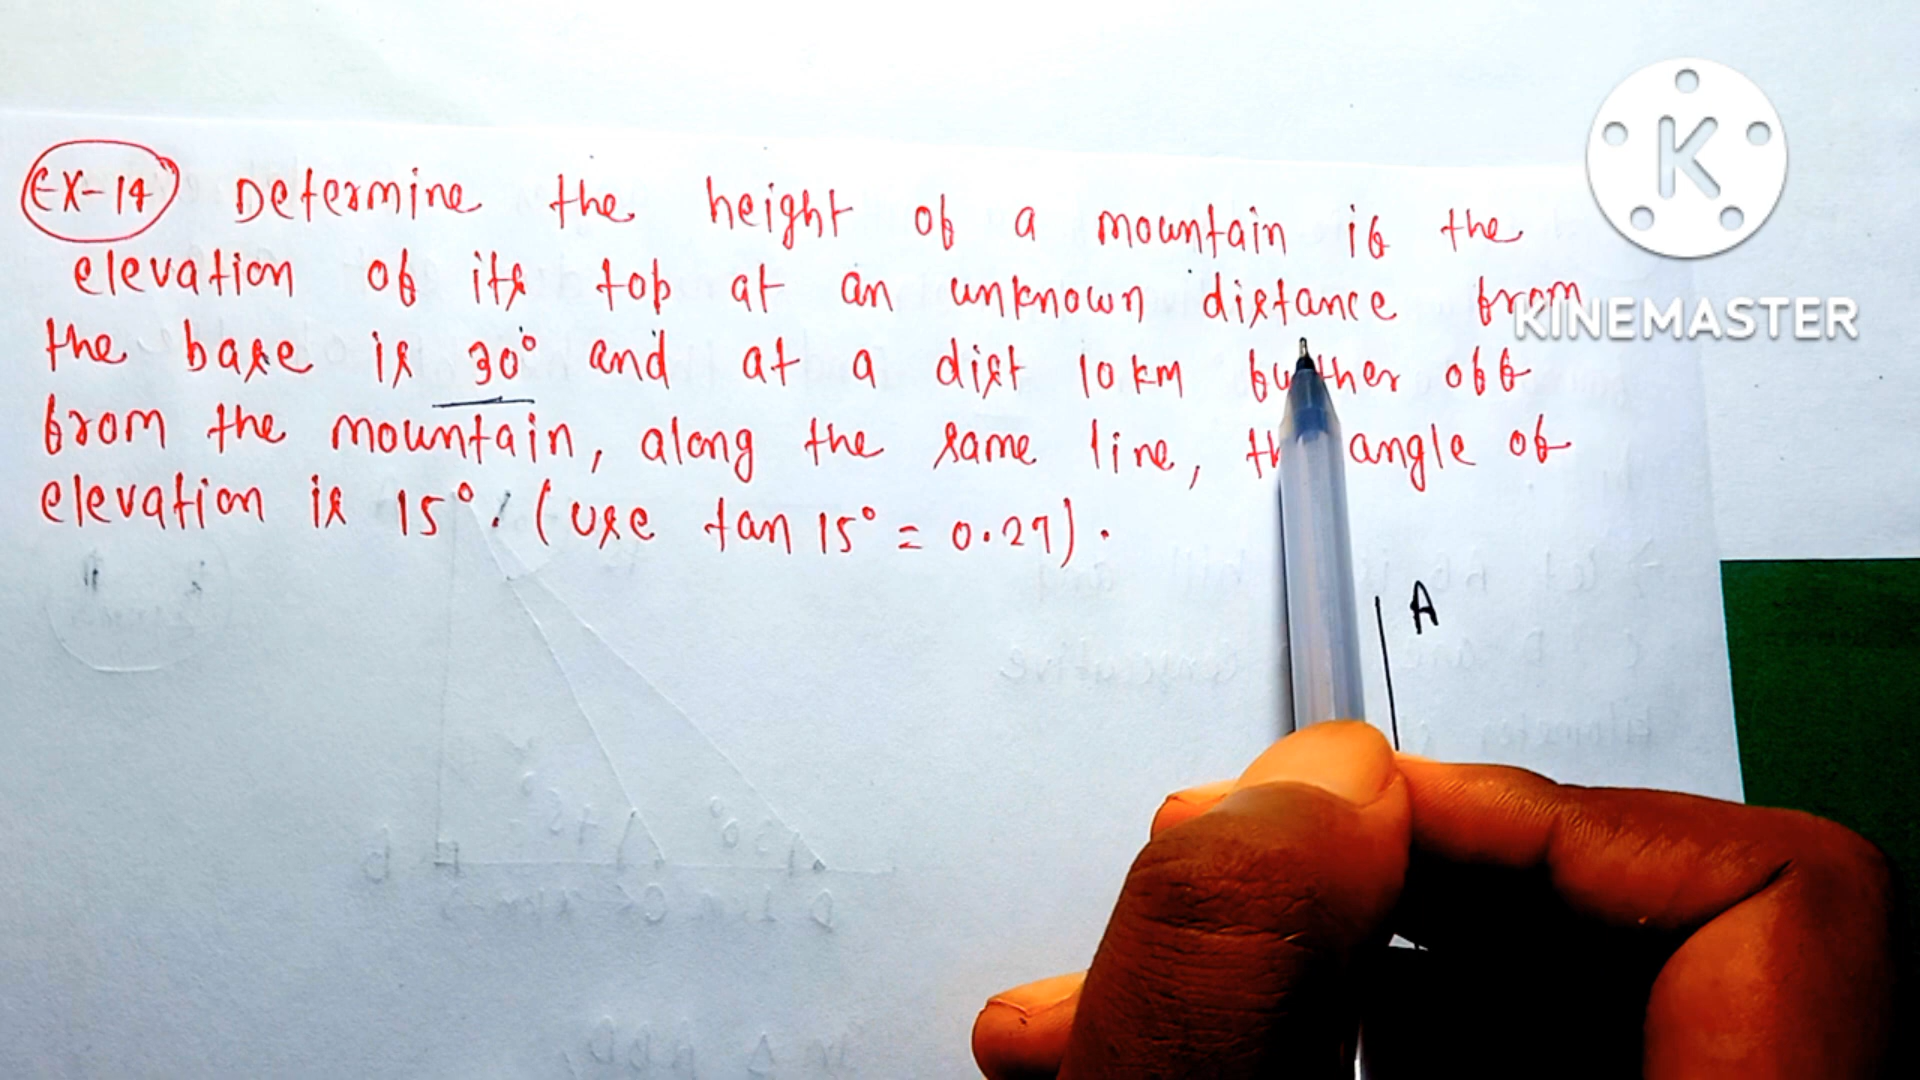 Ex-14 Determine the height of a mountain if the
elevation of its top at an unknown distance from
the base is 30° and at a dist 10 km further off
from the mountain, along the same line, the angle of
elevation is 15°. (use tan 15° = 0.27).
A
K
KINEMASTER